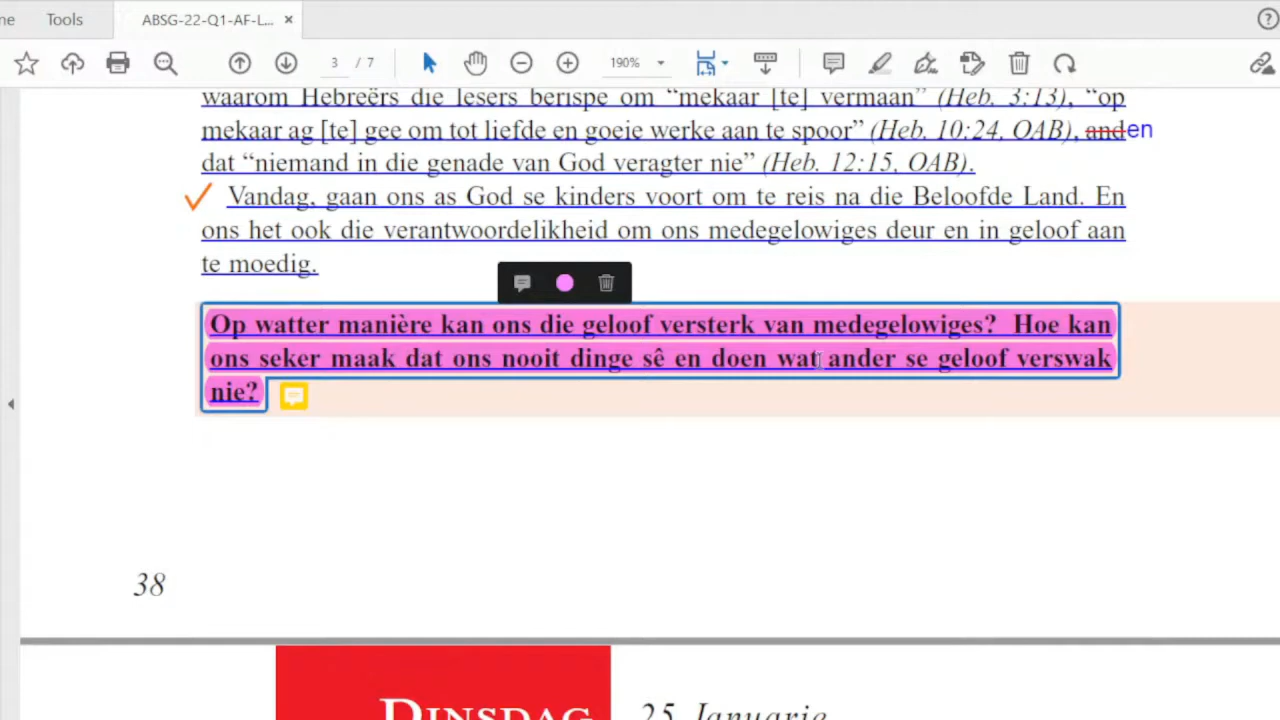 ne Tools ABSG-22-Q1-AF-L... ×
3 / 7 190%
waarom Hebreërs die lesers berispe om “mekaar [te] vermaan” (Heb. 3:13), “op
mekaar ag [te] gee om tot liefde en goeie werke aan te spoor” (Heb. 10:24, OAB), and en
dat “niemand in die genade van God veragter nie” (Heb. 12:15, OAB).
Vandag, gaan ons as God se kinders voort om te reis na die Beloofde Land. En
ons het ook die verantwoordelikheid om ons medegelowiges deur en in geloof aan
te moedig.
Op watter manière kan ons die geloof versterk van medegelowiges? Hoe kan
ons seker maak dat ons nooit dinge sê en doen wat ander se geloof verswak
nie?
38
DINSDAG 25 Januarie